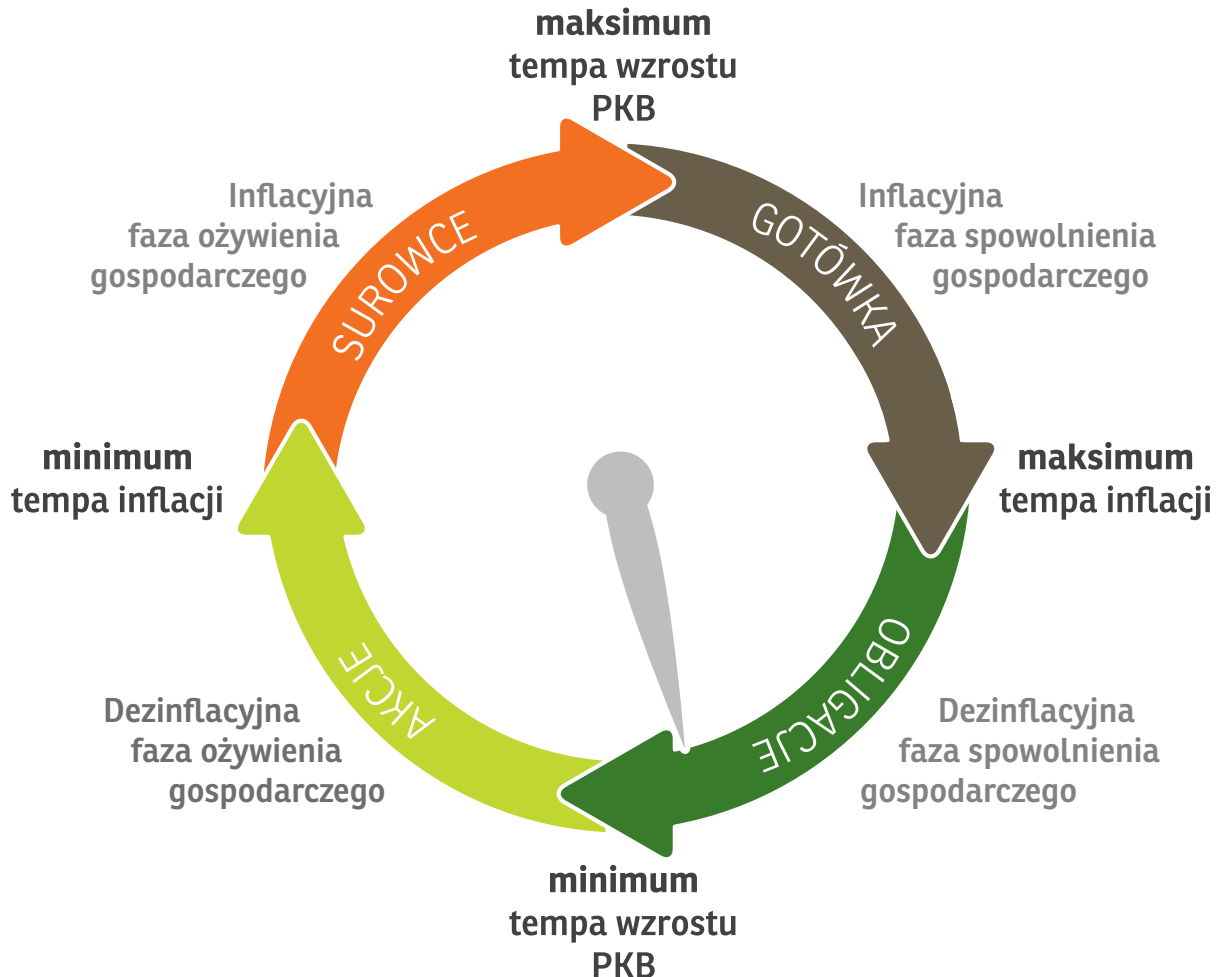 maksimum
tempa wzrostu
PKB
Inflacyjna
faza ożywienia
gospodarczego
SUROWCE
GOTÓWKA
Inflacyjna
faza spowolnienia
gospodarczego
minimum
tempa inflacji
maksimum
tempa inflacji
Dezinflacyjna
faza ożywienia
gospodarczego
AKCJE
OBLIGACJE
Dezinflacyjna
faza spowolnienia
gospodarczego
minimum
tempa wzrostu
PKB